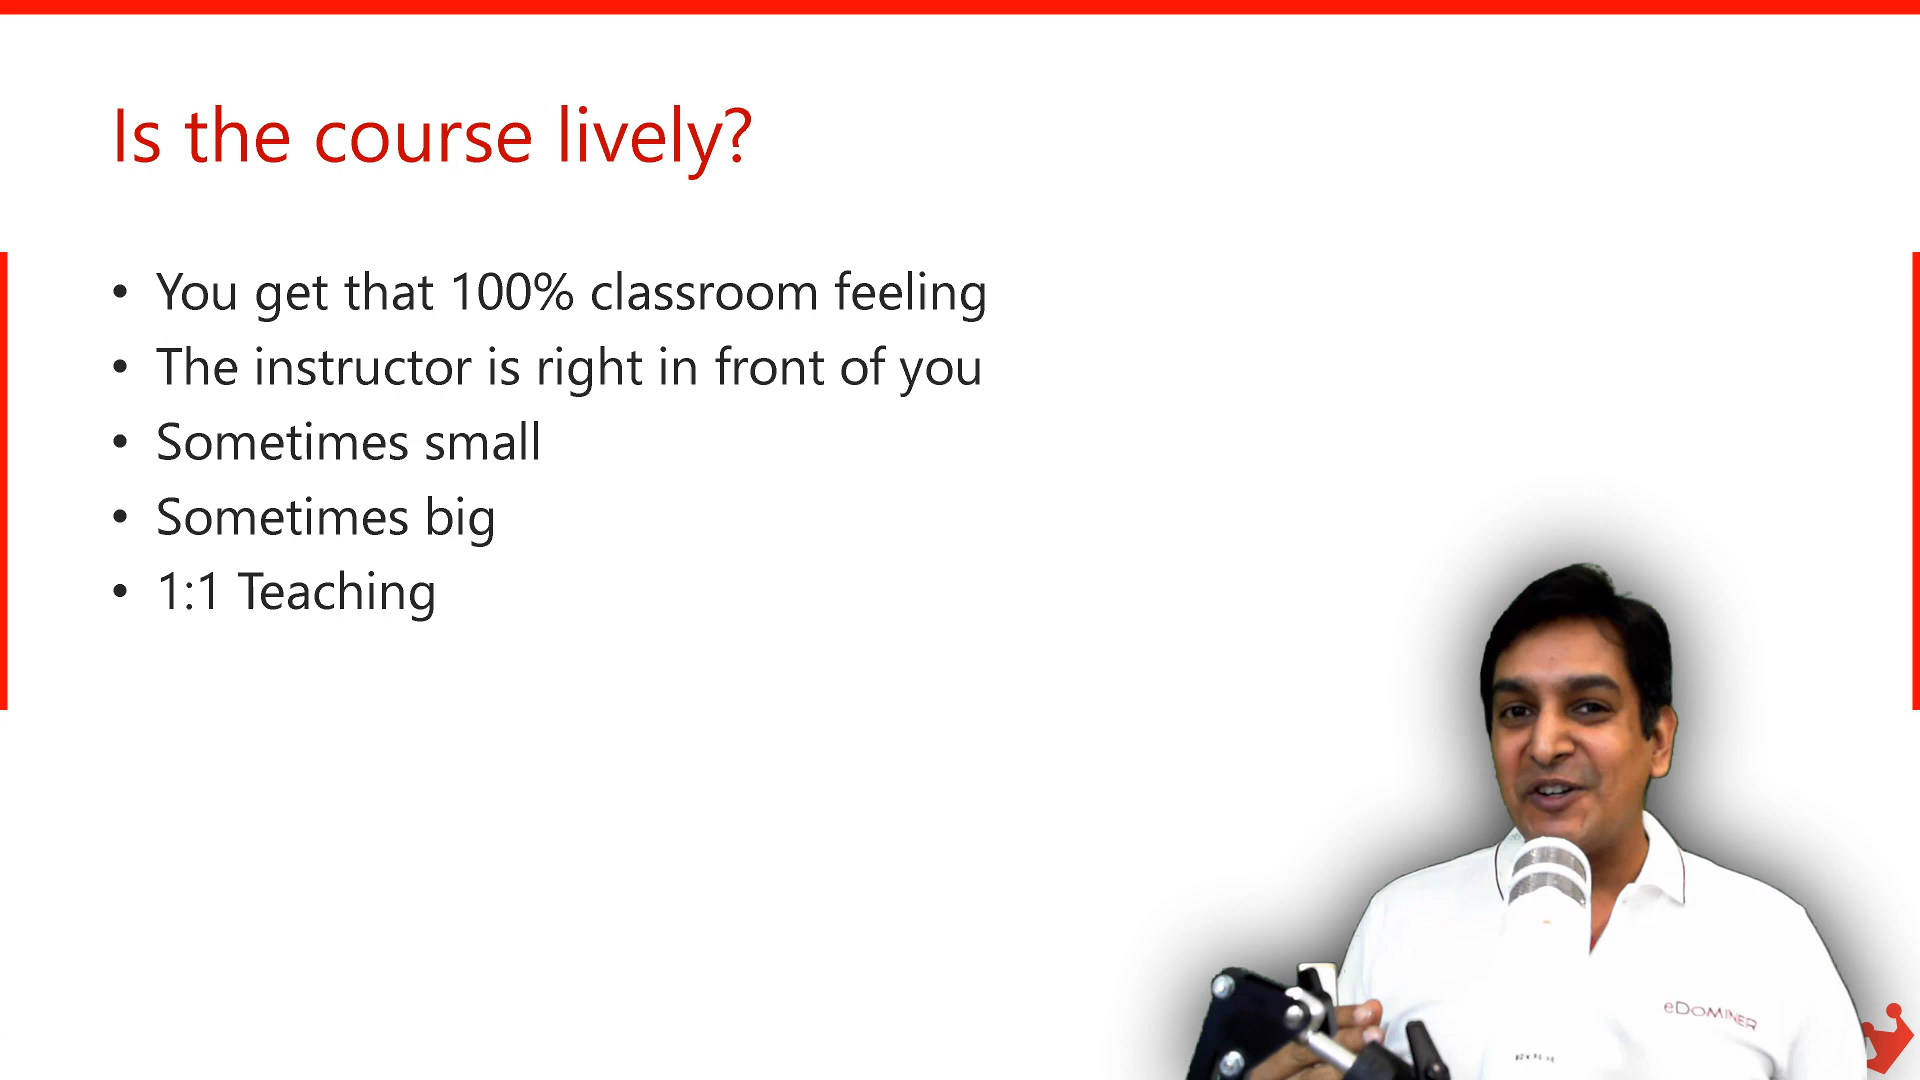 Is the course lively?
• You get that 100% classroom feeling
• The instructor is right in front of you
• Sometimes small
• Sometimes big
• 1:1 Teaching
eDOMINER
RODE